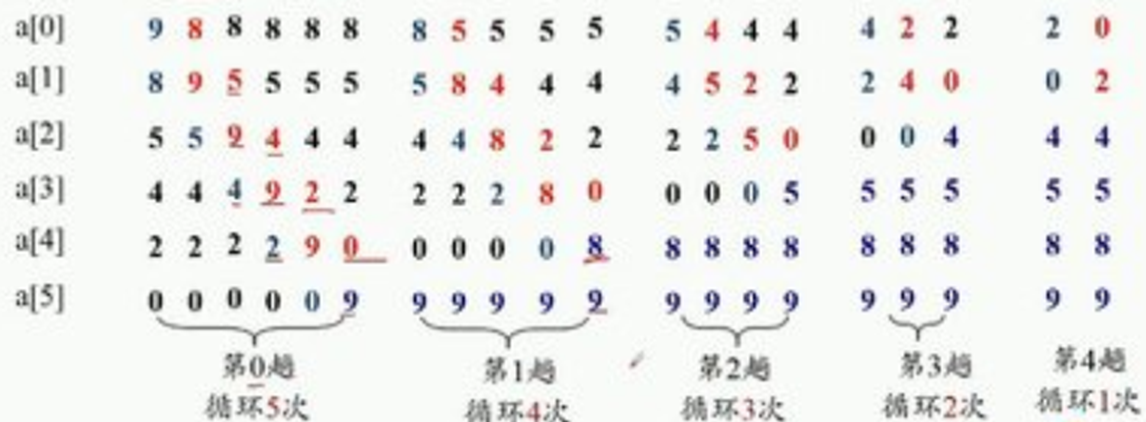 a[0] 9 8 8 8 8 8 8 5 5 5 5 5 4 4 4 4 2 2 2 0
a[1] 8 9 5 5 5 5 5 8 4 4 4 4 5 2 2 2 4 0 0 2
a[2] 5 5 9 4 4 4 4 4 8 2 2 2 2 5 0 0 0 4 4 4
a[3] 4 4 4 9 2 2 2 2 2 8 0 0 0 0 5 5 5 5 5 5
a[4] 2 2 2 2 9 0 0 0 0 0 8 8 8 8 8 8 8 8 8 8
a[5] 0 0 0 0 0 9 9 9 9 9 9 9 9 9 9 9 9 9 9 9
第0趟 第1趟 第2趟 第3趟 第4趟
循环5次 循环4次 循环3次 循环2次 循环1次